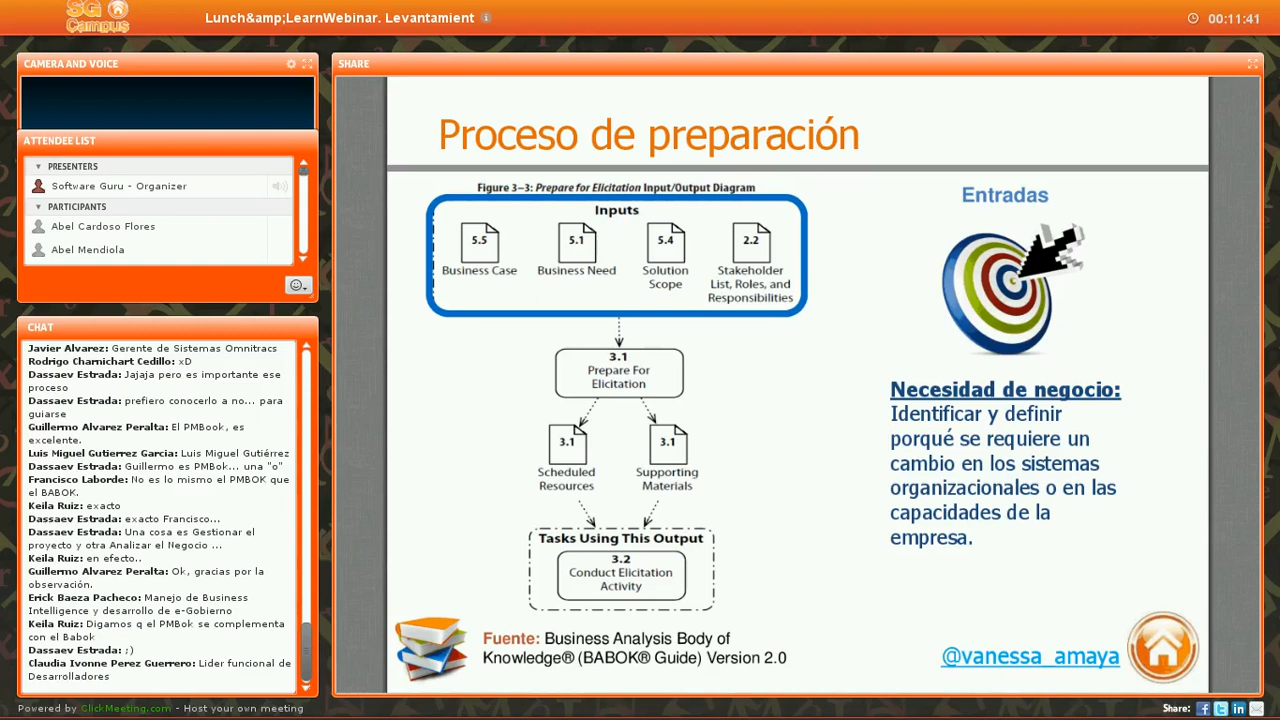 SG
Campus
Lunch&amp;LearnWebinar. Levantamient
00:11:41
CAMERA AND VOICE
ATTENDEE LIST
PRESENTERS
Software Guru - Organizer
PARTICIPANTS
Abel Cardoso Flores
Abel Mendiola
CHAT
Javier Alvarez: Gerente de Sistemas Omnitracs
Rodrigo Charnichart Cedillo: xD
Dassaev Estrada: Jajaja pero es importante ese
proceso
Dassaev Estrada: prefiero conocerlo a no... para
guiarse
Guillermo Alvarez Peralta: El PMBook, es
excelente.
Luis Miguel Gutierrez Garcia: Luis Miguel Gutiérrez
Dassaev Estrada: Guillermo es PMBok... una "o"
Francisco Laborde: No es lo mismo el PMBOK que
el BABOK.
Keila Ruiz: exacto
Dassaev Estrada: exacto Francisco...
Dassaev Estrada: Una cosa es Gestionar el
proyecto y otra Analizar el Negocio ...
Keila Ruiz: en efecto..
Guillermo Alvarez Peralta: Ok, gracias por la
observación.
Erick Baeza Pacheco: Manejo de Business
Intelligence y desarrollo de e-Gobierno
Keila Ruiz: Digamos q el PMBok se complementa
con el Babok
Dassaev Estrada: ;)
Claudia Ivonne Perez Guerrero: Lider funcional de
Desarrolladores
Powered by ClickMeeting.com - Host your own meeting
SHARE
Proceso de preparación
Figure 3–3: Prepare for Elicitation Input/Output Diagram
Inputs
5.5
5.1
5.4
2.2
Business Case
Business Need
Solution
Scope
Stakeholder
List, Roles, and
Responsibilities
3.1
Prepare For
Elicitation
3.1
3.1
Scheduled
Resources
Supporting
Materials
Tasks Using This Output
3.2
Conduct Elicitation
Activity
Entradas
Necesidad de negocio:
Identificar y definir
porqué se requiere un
cambio en los sistemas
organizacionales o en las
capacidades de la
empresa.
Fuente: Business Analysis Body of
Knowledge® (BABOK® Guide) Version 2.0
@vanessa_amaya
Share: